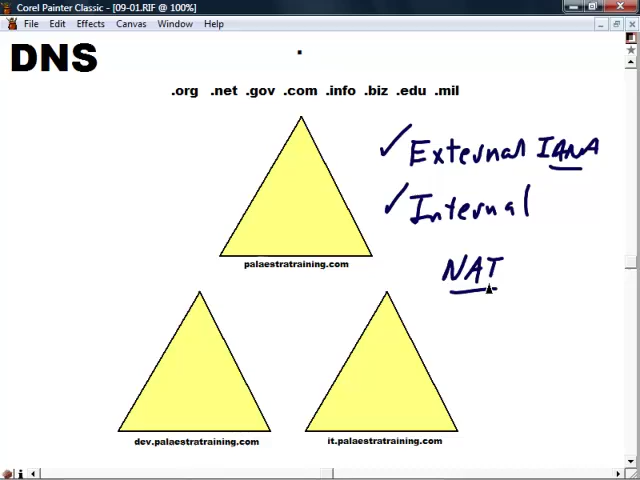 Corel Painter Classic - [09-01.RIF @ 100%]
File Edit Effects Canvas Window Help
DNS
.
.org .net .gov .com .info .biz .edu .mil
✓ External IANA
✓ Internal
palaestratraining.com
NAT
dev.palaestratraining.com
it.palaestratraining.com